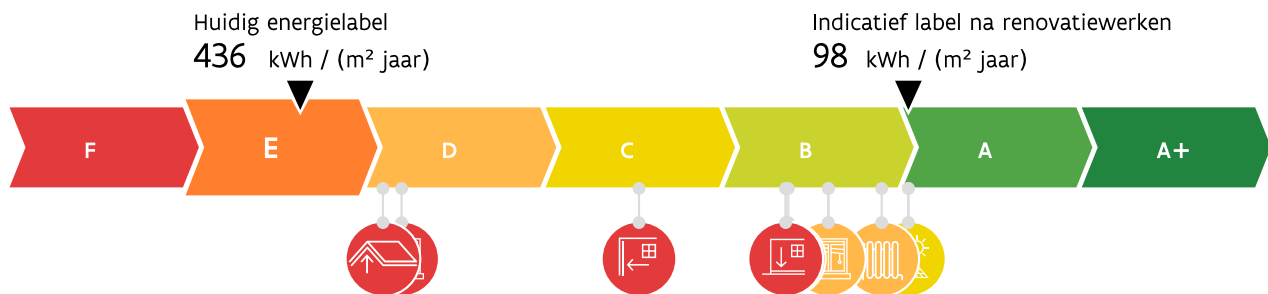 Huidig energielabel
436 kWh / (m² jaar)
Indicatief label na renovatiewerken
98 kWh / (m² jaar)
F E D C B A A+